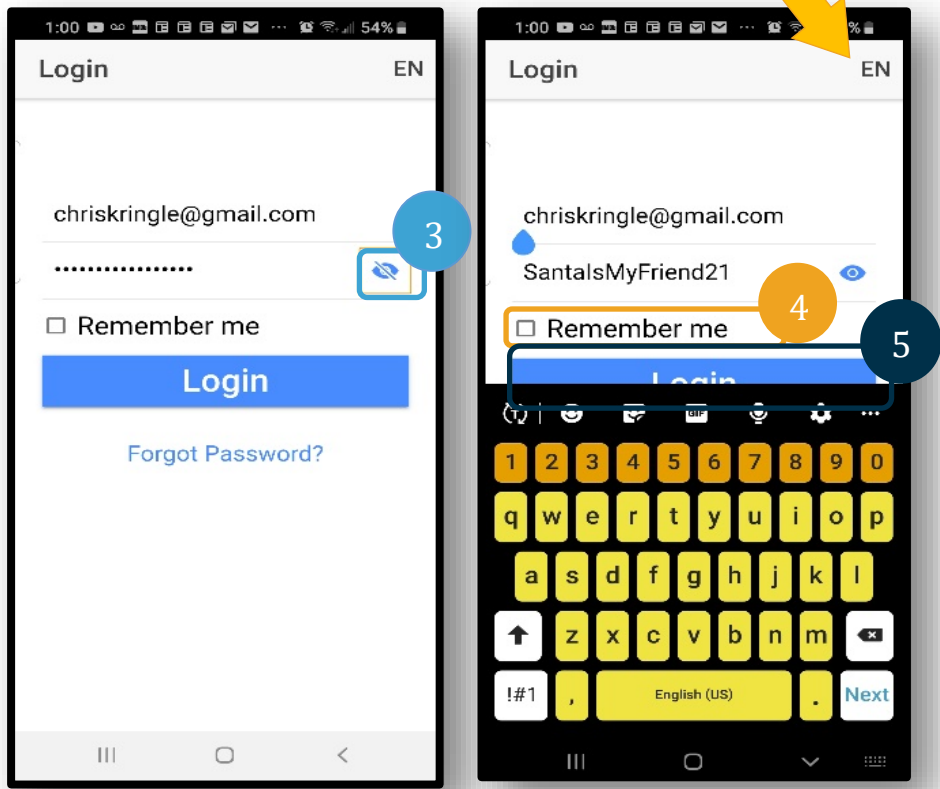 1:00 54%
Login EN
chriskringle@gmail.com
•••••••••••••••••
3
Remember me
Login
Forgot Password?
1:00 %
Login EN
chriskringle@gmail.com
SantaIsMyFriend21
4
Remember me
5
Login
T GIF
1 2 3 4 5 6 7 8 9 0
q w e r t y u i o p
a s d f g h j k l
z x c v b n m
!#1 , English (US) . Next